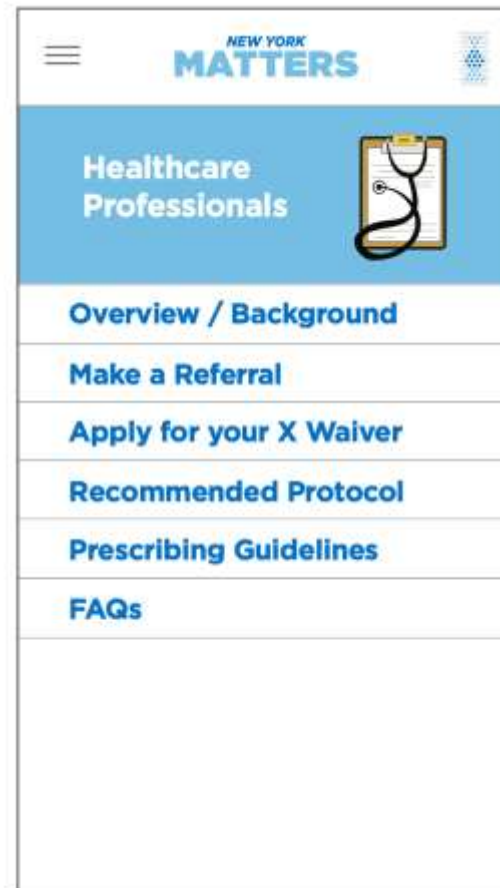 NEW YORK
MATTERS
Healthcare
Professionals
Overview / Background
Make a Referral
Apply for your X Waiver
Recommended Protocol
Prescribing Guidelines
FAQs